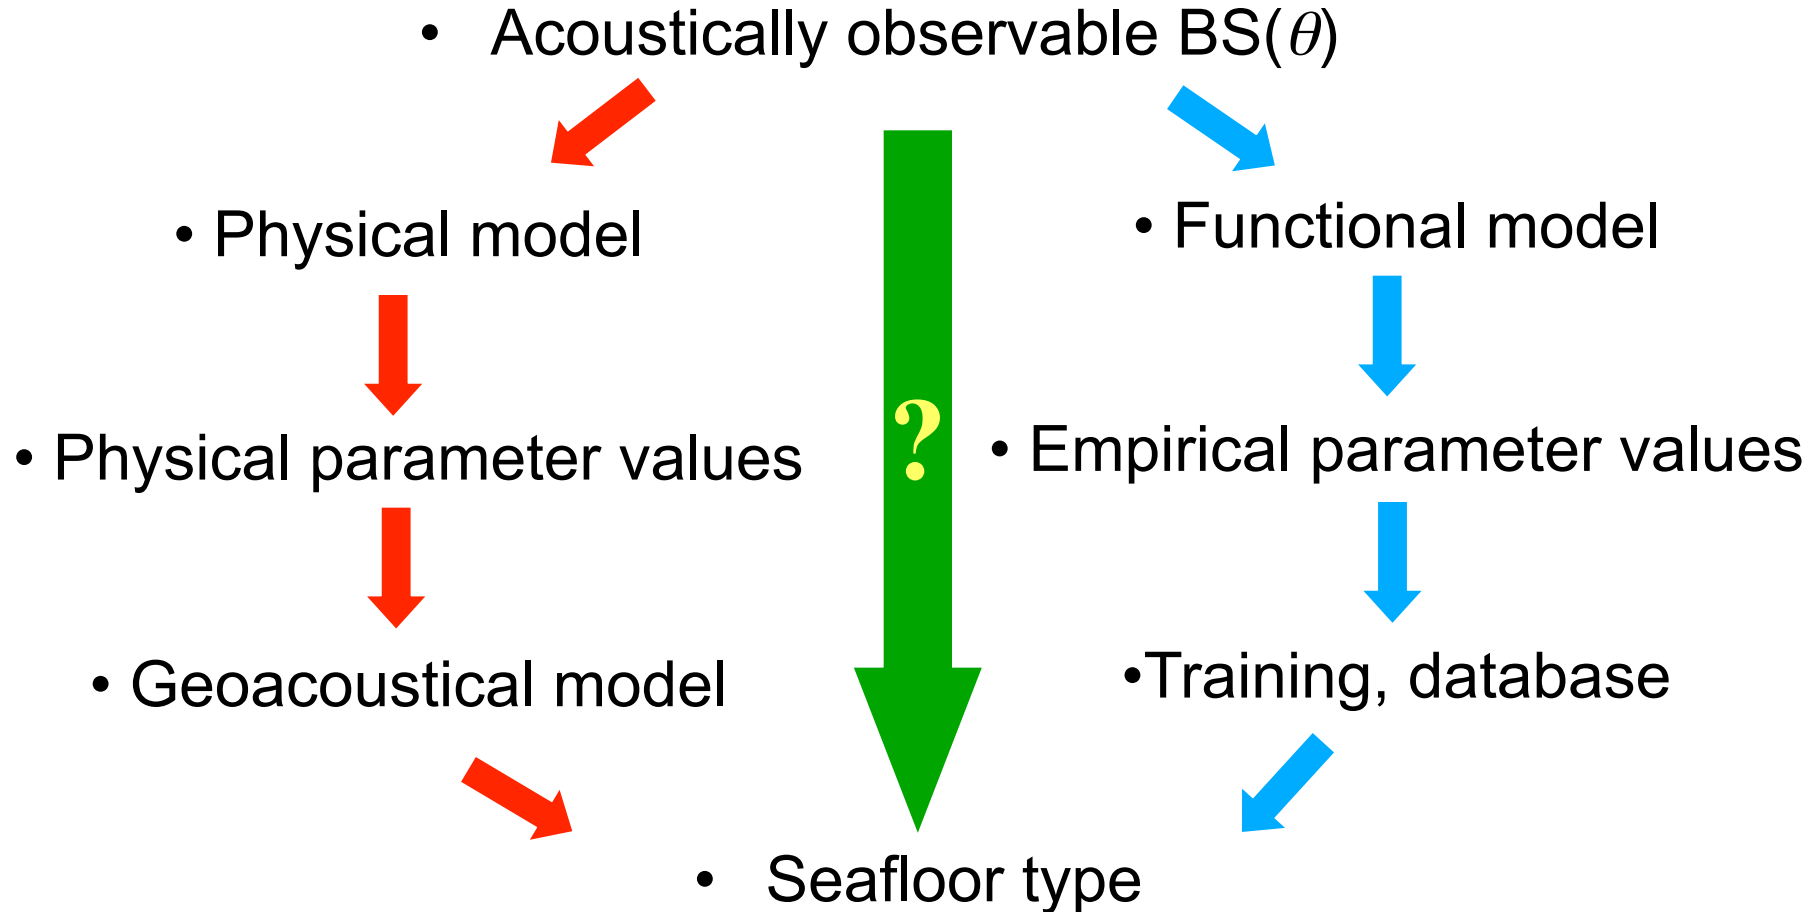 • Acoustically observable BS(θ)
• Physical model
• Functional model
?
• Physical parameter values
• Empirical parameter values
• Geoacoustical model
•Training, database
• Seafloor type